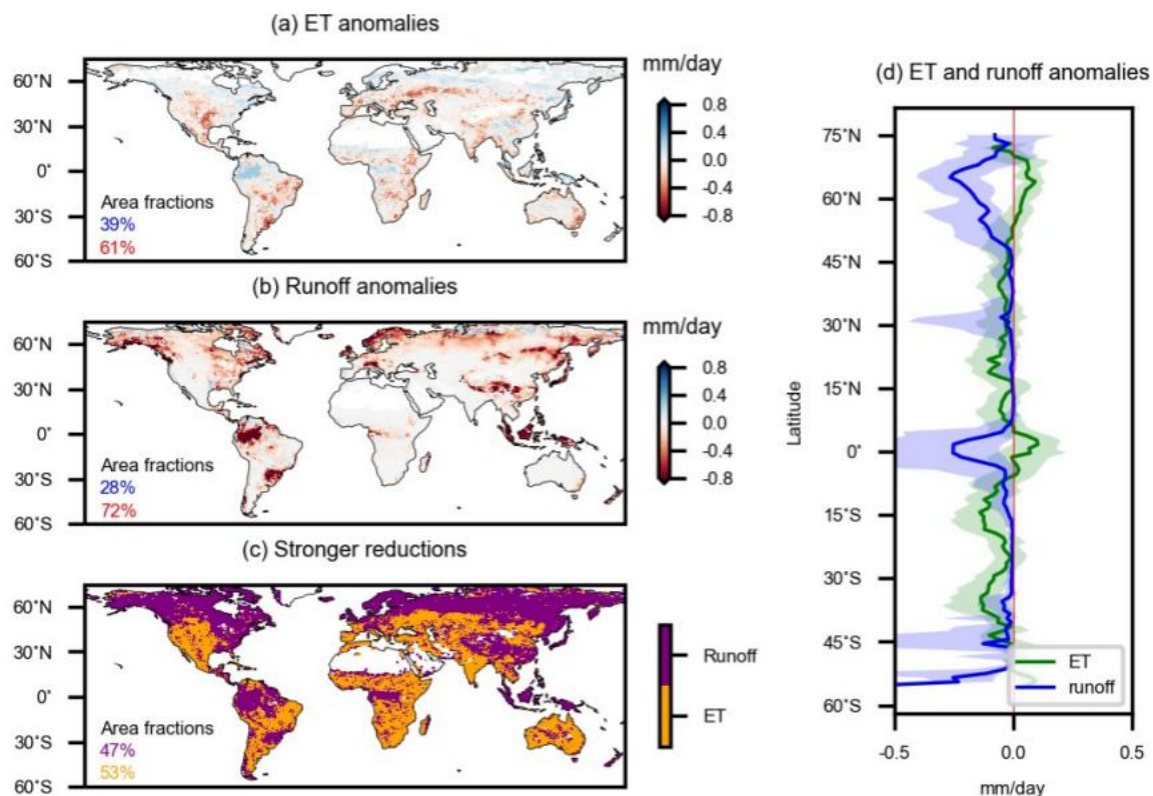 (a) ET anomalies
60°N
30°N
0°
30°S
60°S
Area fractions
39%
61%
mm/day
0.8
0.4
0.0
-0.4
-0.8
(b) Runoff anomalies
60°N
30°N
0°
30°S
60°S
Area fractions
28%
72%
mm/day
0.8
0.4
0.0
-0.4
-0.8
(c) Stronger reductions
60°N
30°N
0°
30°S
60°S
Area fractions
47%
53%
Runoff
ET
(d) ET and runoff anomalies
Latitude
75°N
60°N
45°N
30°N
15°N
0°
15°S
30°S
45°S
60°S
ET
runoff
-0.5
0.0
0.5
mm/day